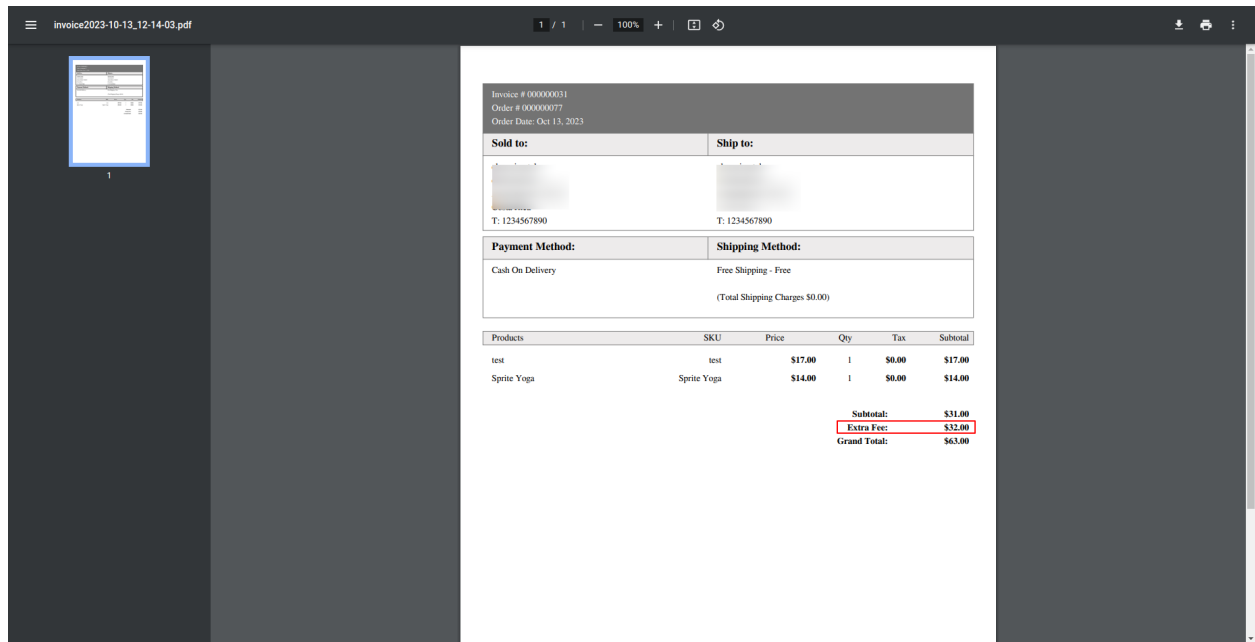 invoice2023-10-13_12-14-03.pdf
1 / 1
100%
1
Invoice # 000000031
Order # 000000077
Order Date: Oct 13, 2023
Sold to: Ship to:
T: 1234567890 T: 1234567890
Payment Method: Shipping Method:
Cash On Delivery Free Shipping - Free
(Total Shipping Charges $0.00)
Products SKU Price Qty Tax Subtotal
test test $17.00 1 $0.00 $17.00
Sprite Yoga Sprite Yoga $14.00 1 $0.00 $14.00
Subtotal: $31.00
Extra Fee: $32.00
Grand Total: $63.00